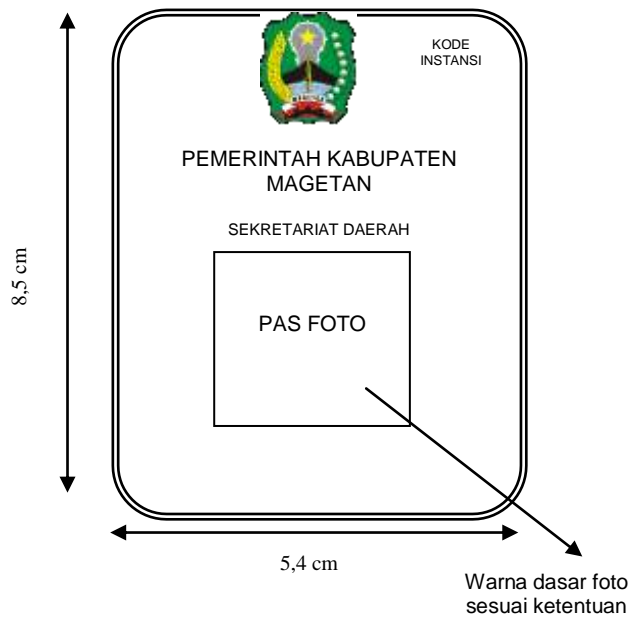 KODE
INSTANSI
PEMERINTAH KABUPATEN
MAGETAN
SEKRETARIAT DAERAH
PAS FOTO
8,5 cm
5,4 cm
Warna dasar foto
sesuai ketentuan